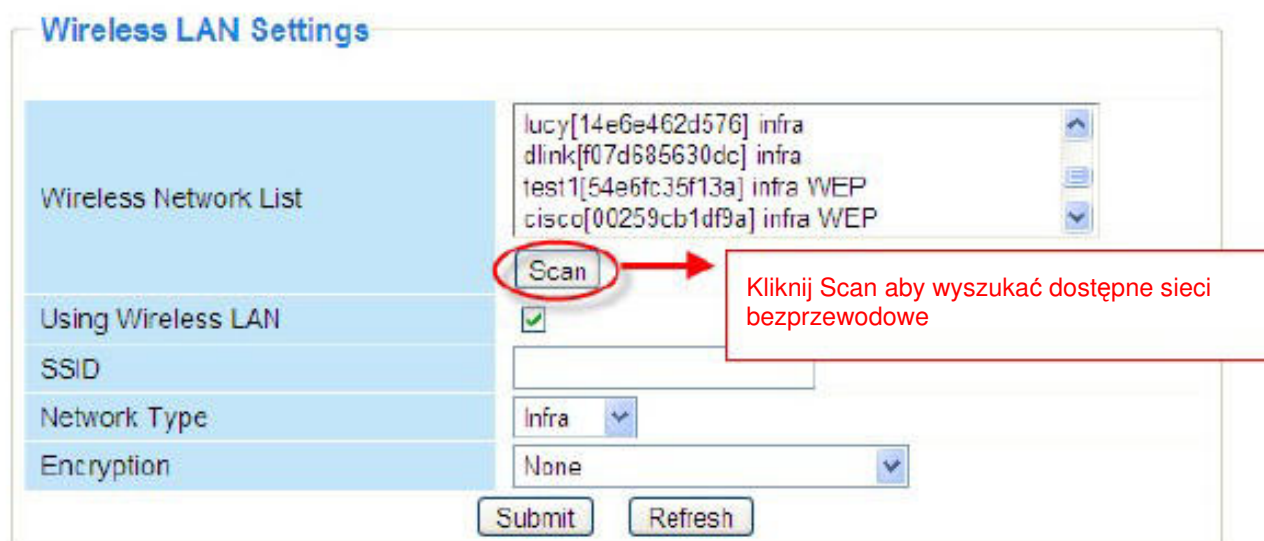 Wireless LAN Settings
Wireless Network List
lucy[14e6e462d576] infra
dlink[f07d685630dc] infra
test1[54e6fc35f13a] infra WEP
cisco[00259cb1df9a] infra WEP
Scan
Kliknij Scan aby wyszukać dostępne sieci
bezprzewodowe
Using Wireless LAN
SSID
Network Type
Infra
Encryption
None
Submit Refresh